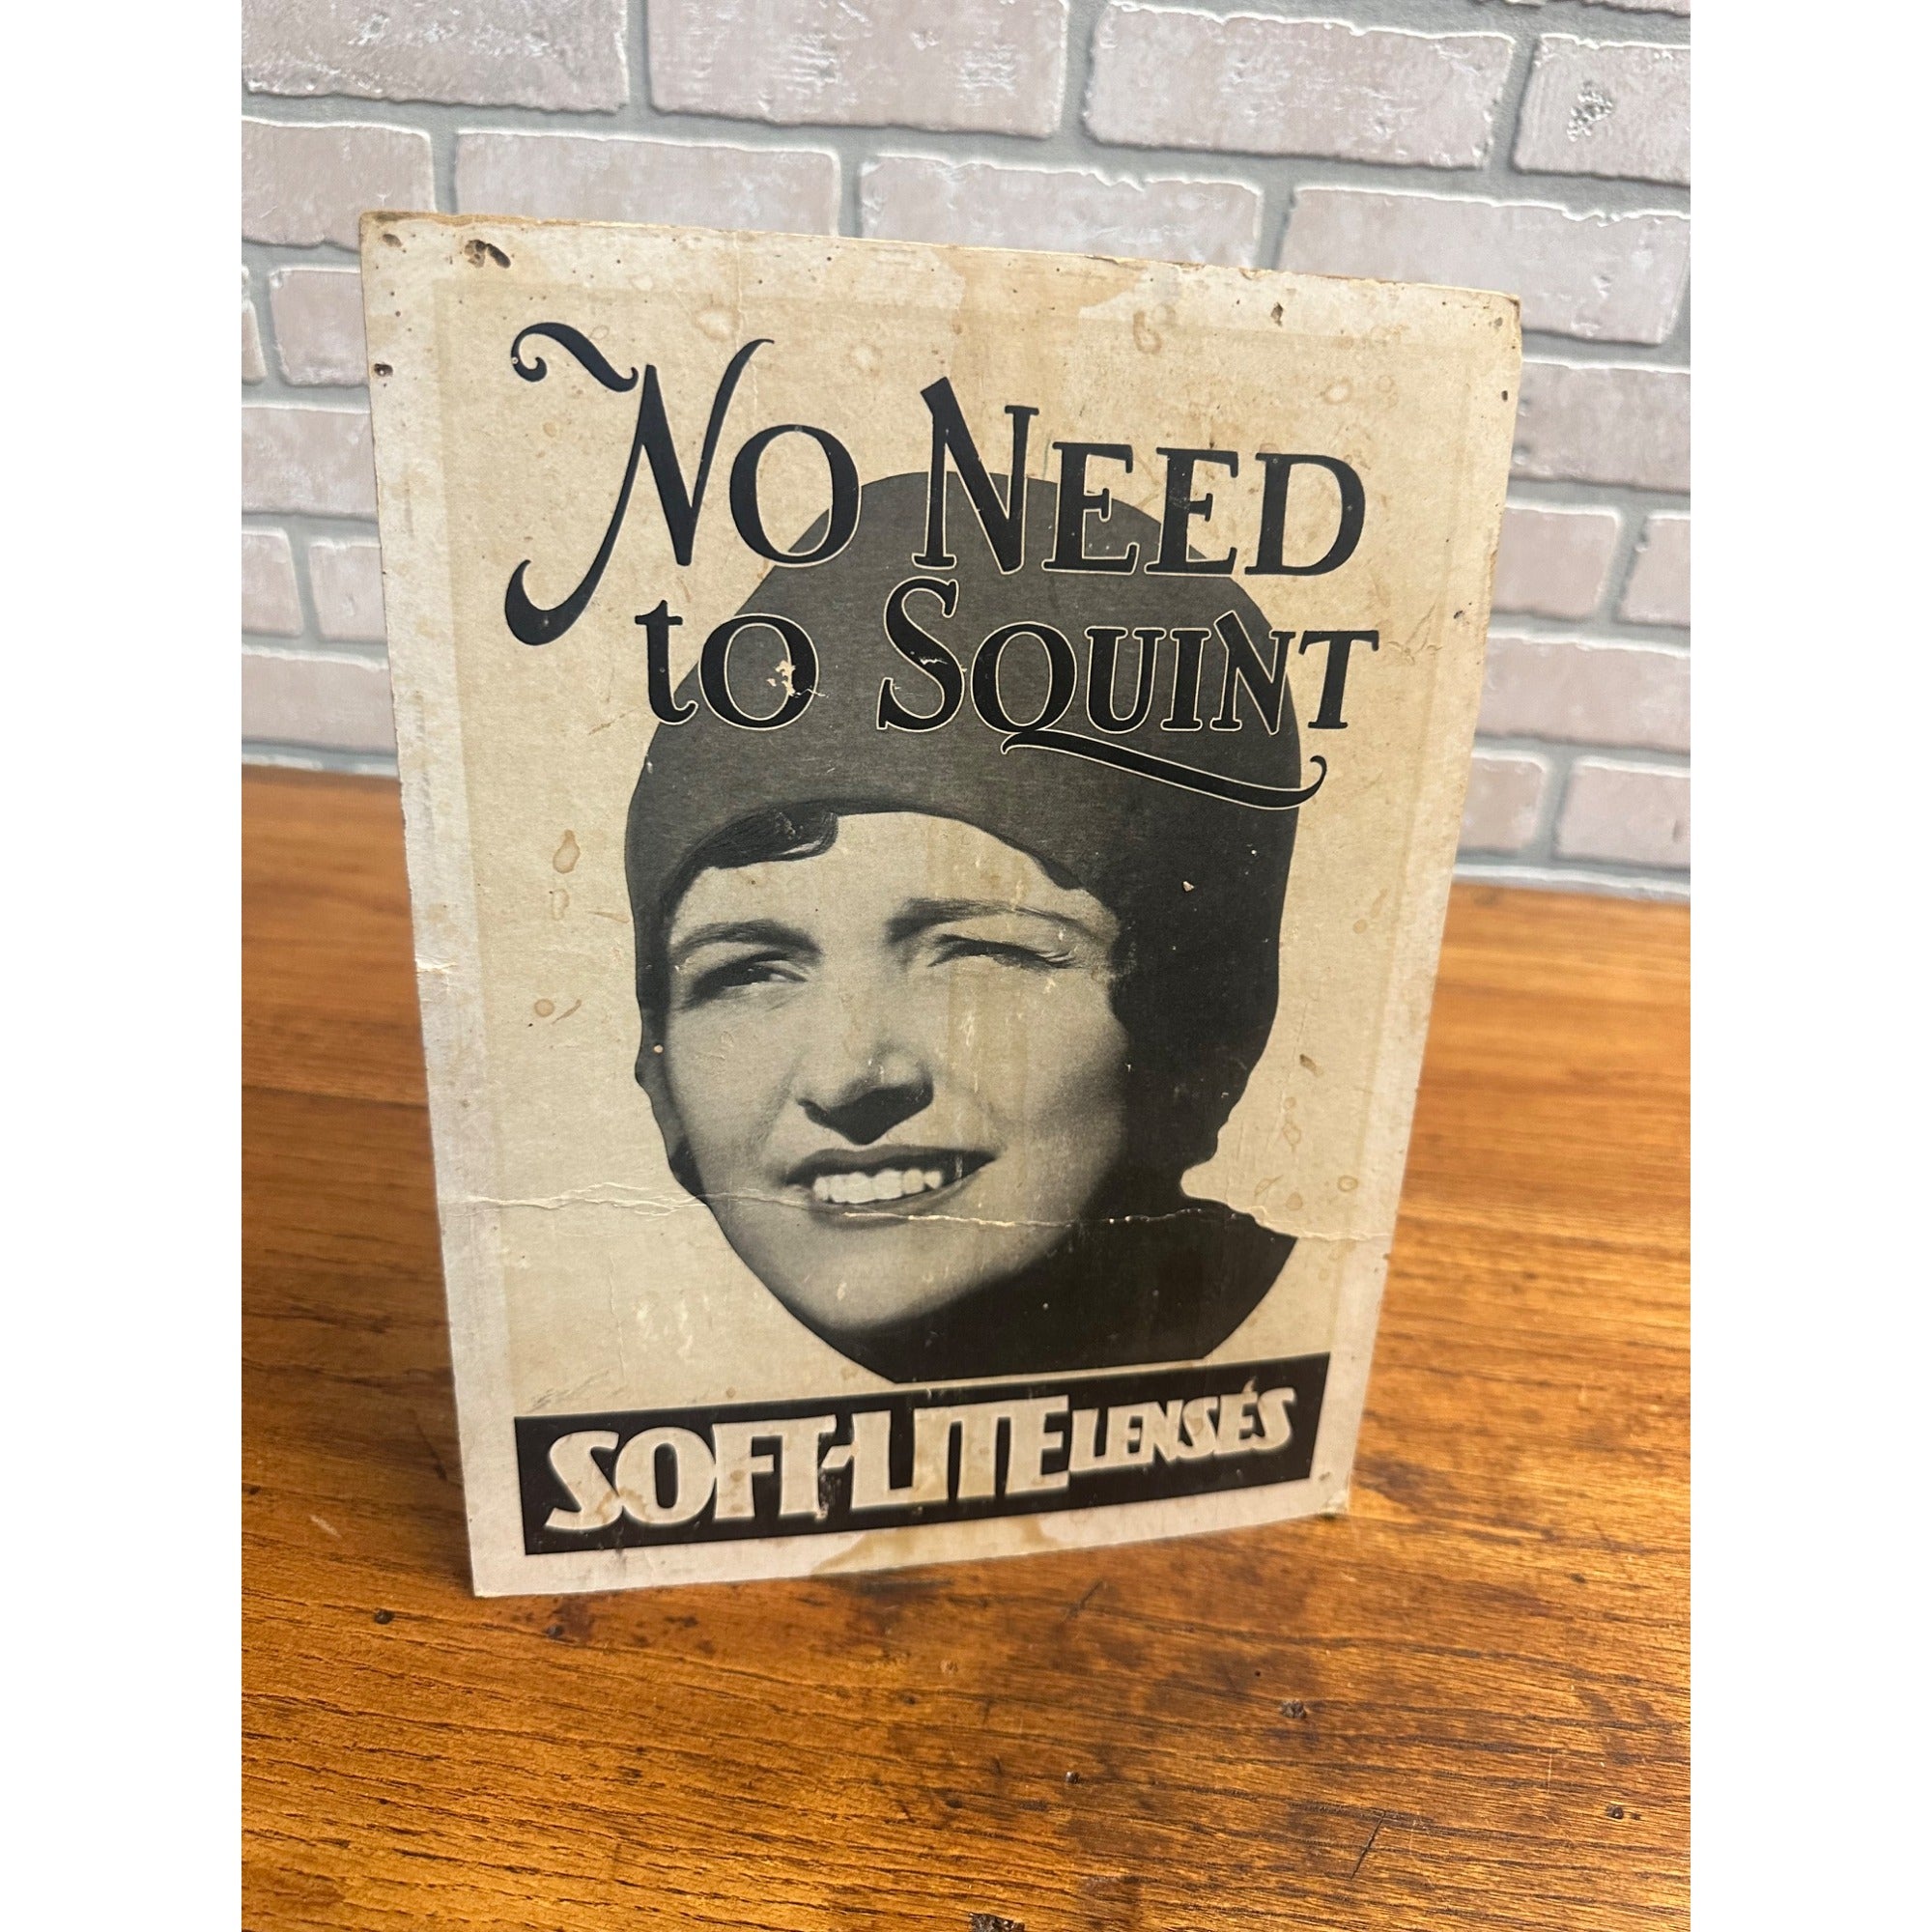 No Need
to Squint
SOFT-LITE LENSES